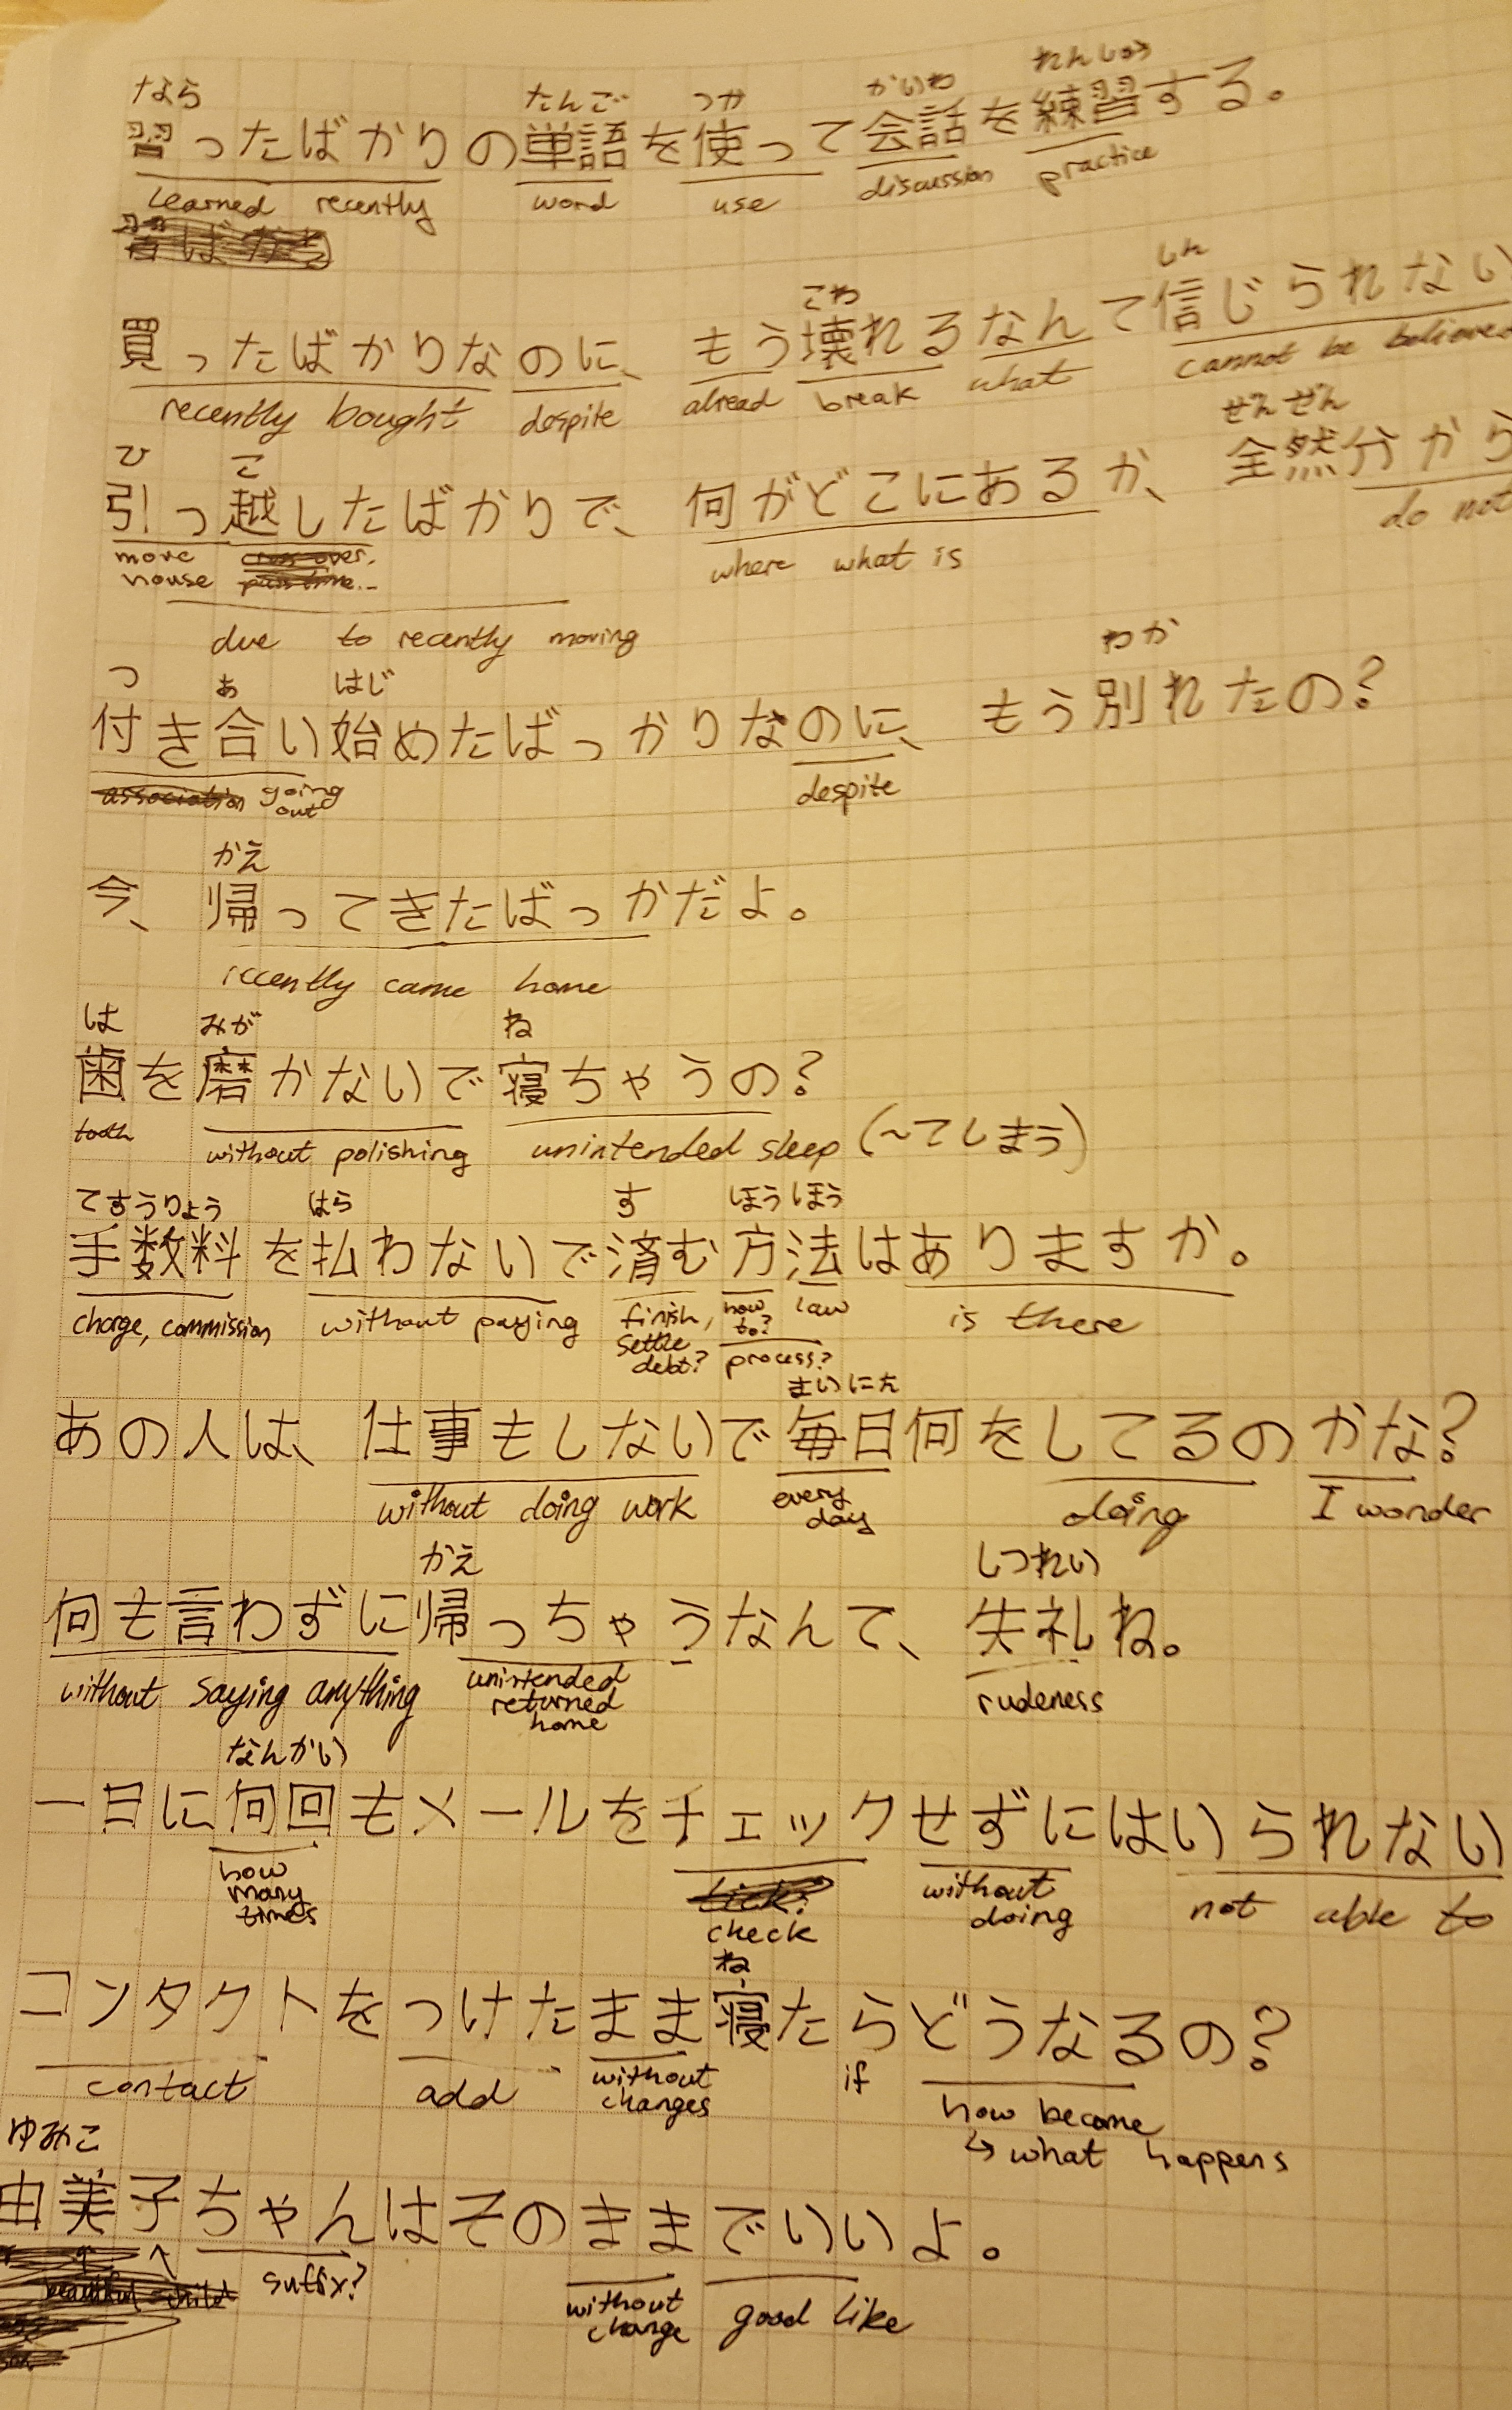 なら たんご つか かいわ れんしゅう
習ったばかりの単語を使って会話を練習する。
learned recently word use discussion practice
習ばかり
こわ しん
買ったばかりなのに、もう壊れるなんて信じられない
recently bought despite alread break what cannot be believed
ひ こ ぜんぜん
引っ越したばかりで、何がどこにあるか、全然分から
move house cross over. pass time... where what is do not
due to recently moving
つ あ はじ わか
付き合い始めたばっかりなのに、もう別れたの?
association going out despite
かえ
今、帰ってきたばっかだよ。
recently came home
は みが ね
歯を磨かないで寝ちゃうの?
tooth without polishing unintended sleep (~てしまう)
てすうりょう はら す ほうほう
手数料を払わないで済む方法はありますか。
charge, commission without paying finish, settle debt? how to? process? law is there
まいにち
あの人は、仕事もしないで毎日何をしてるのかな?
without doing work every day doing I wonder
かえ しつれい
何も言わずに帰っちゃうなんて、失礼ね。
without saying anything unintended returned home rudeness
なんかい
一日に何回もメールをチェックせずにはいられない
how many times tick? check without doing not able to
ね
コンタクトをつけたまま寝たらどうなるの?
contact add without changes if how become
↳ what happens
ゆみこ
由美子ちゃんはそのままでいいよ。
beautiful child suffix? without change good like